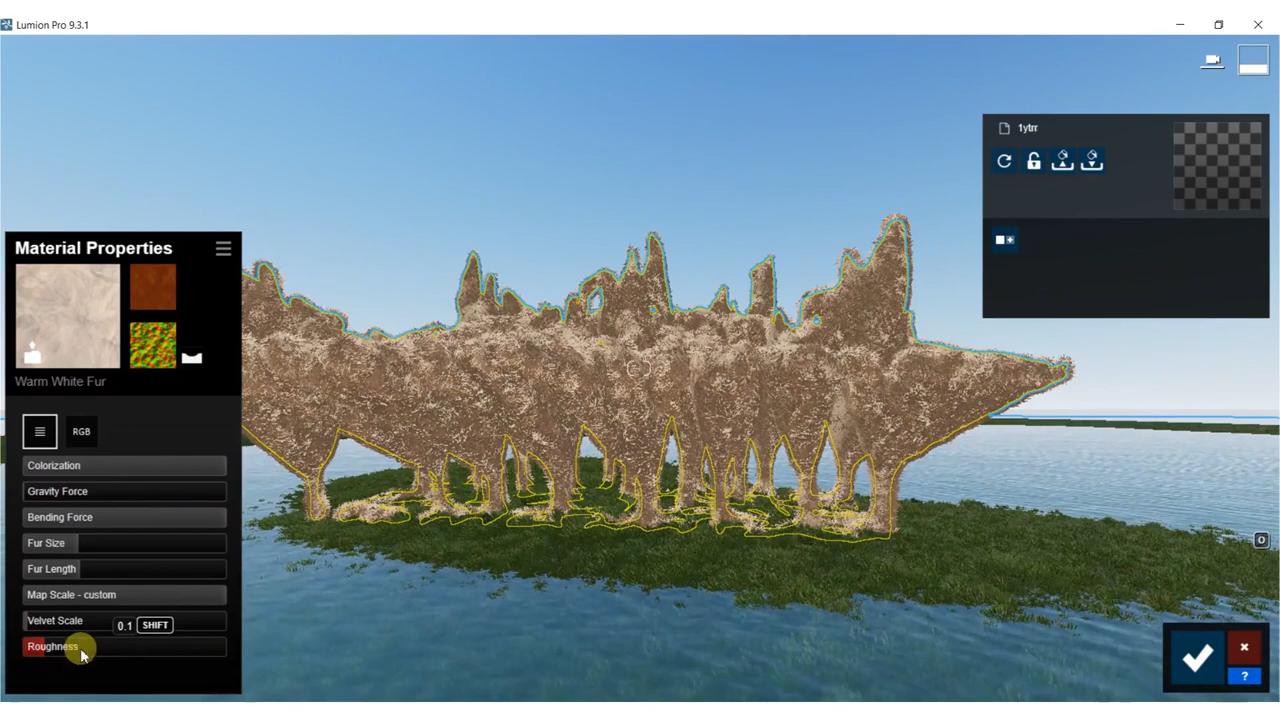 Lumion Pro 9.3.1
1ytrr
Material Properties
Warm White Fur
RGB
Colorization
Gravity Force
Bending Force
Fur Size
Fur Length
Map Scale - custom
Velvet Scale
0.1 SHIFT
Roughness
O
?